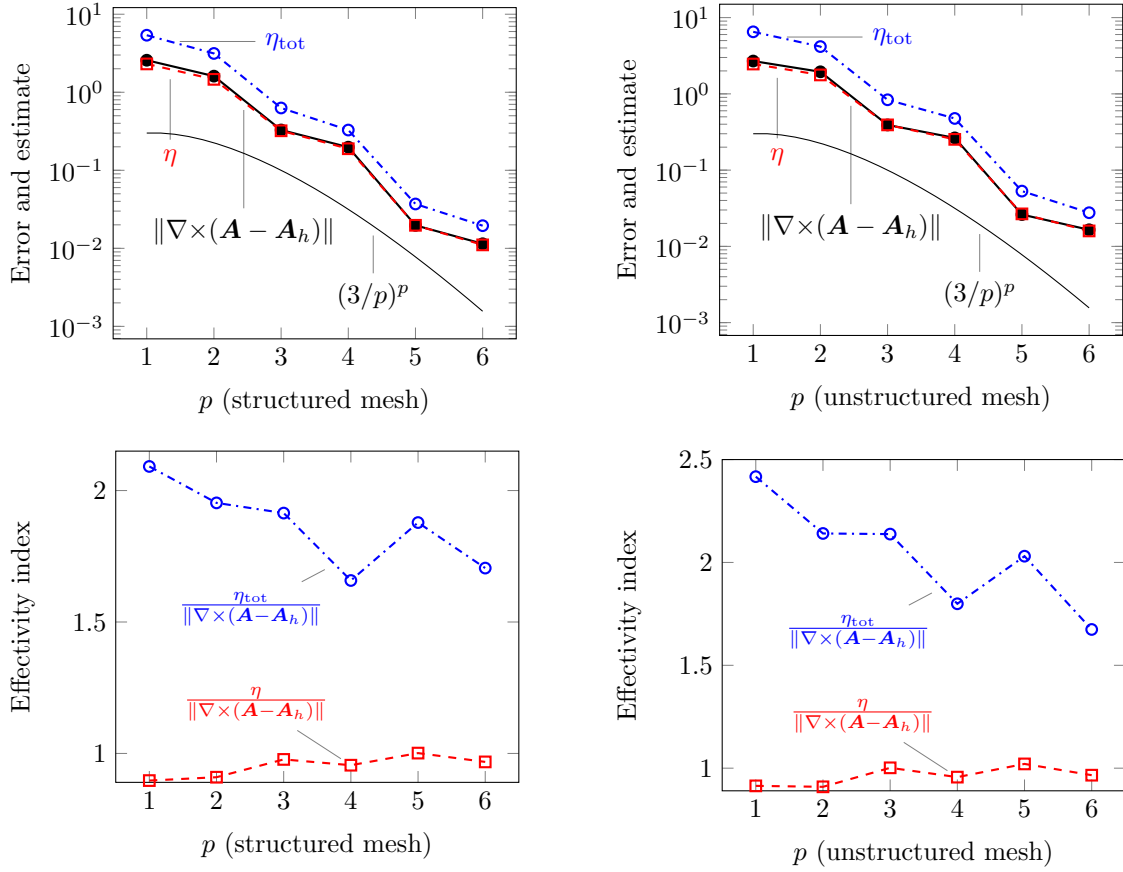 Error and estimate
10^1
10^0
10^{-1}
10^{-2}
10^{-3}
η_tot
η
‖∇×(A − A_h)‖
(3/p)^p
1 2 3 4 5 6
p (structured mesh)
Error and estimate
10^1
10^0
10^{-1}
10^{-2}
10^{-3}
η_tot
η
‖∇×(A − A_h)‖
(3/p)^p
1 2 3 4 5 6
p (unstructured mesh)
Effectivity index
2
1.5
1
η_tot
‖∇×(A−A_h)‖
η
‖∇×(A−A_h)‖
1 2 3 4 5 6
p (structured mesh)
Effectivity index
2.5
2
1.5
1
η_tot
‖∇×(A−A_h)‖
η
‖∇×(A−A_h)‖
1 2 3 4 5 6
p (unstructured mesh)